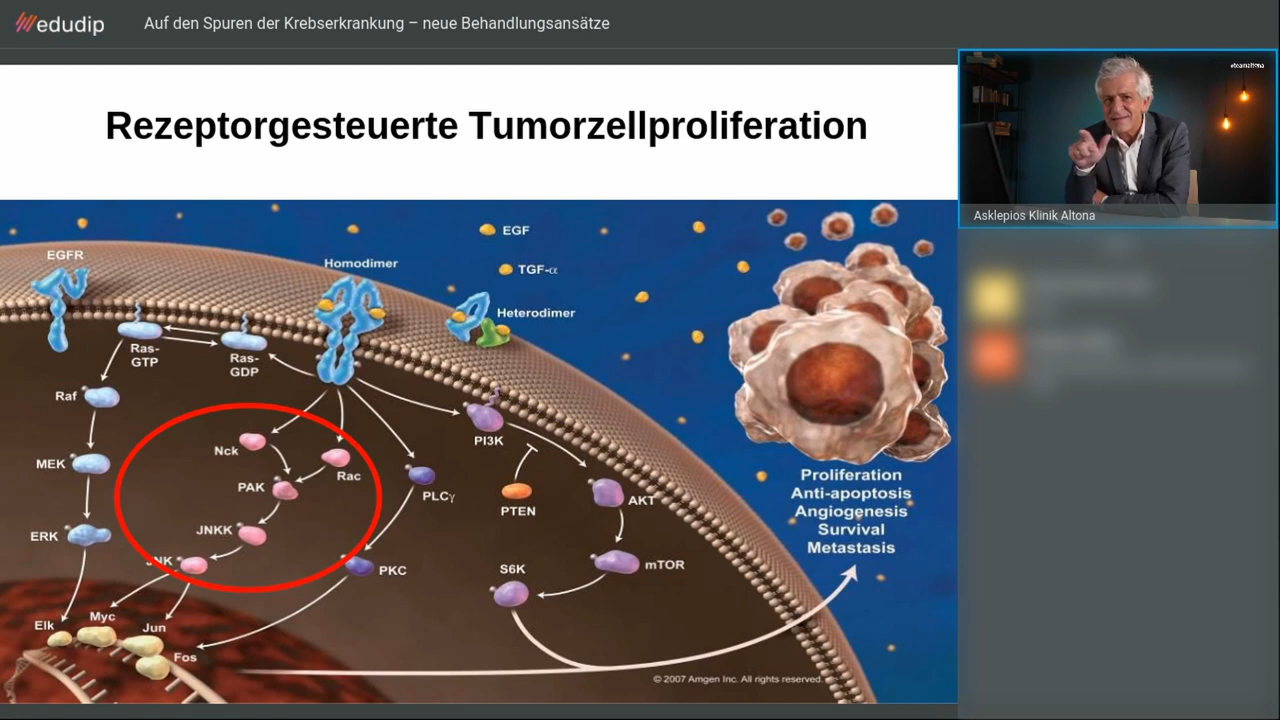 edudip
Auf den Spuren der Krebserkrankung – neue Behandlungsansätze
#teamaltona
Asklepios Klinik Altona
Rezeptorgesteuerte Tumorzellproliferation
EGFR
Homodimer
EGF
TGF-α
Heterodimer
Ras-
GTP
Ras-
GDP
Raf
MEK
ERK
Nck
Rac
PAK
JNKK
JNK
PLCγ
PKC
PI3K
PTEN
AKT
mTOR
S6K
Elk
Myc
Jun
Fos
Proliferation
Anti-apoptosis
Angiogenesis
Survival
Metastasis
© 2007 Amgen Inc. All rights reserved.